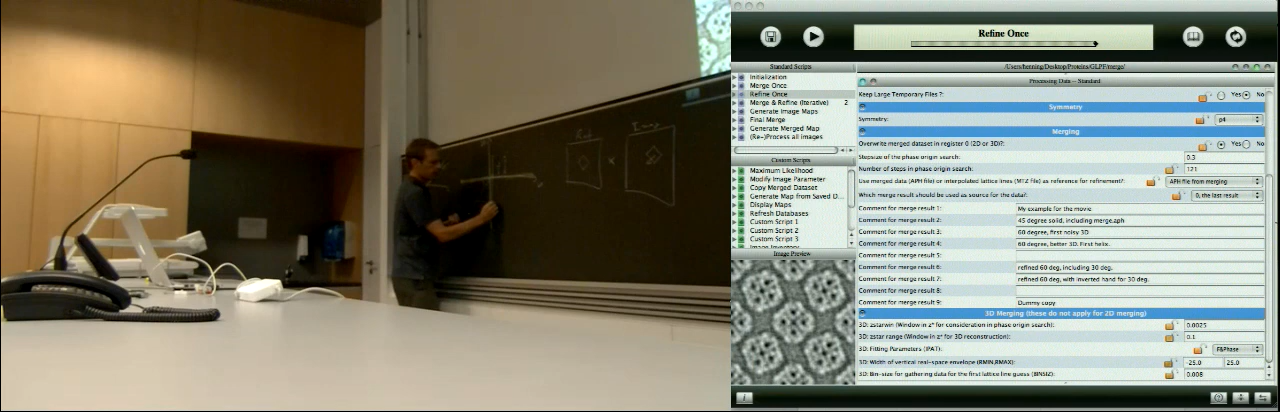 Refine Once
Standard Scripts
Initialization
Merge Once
Refine Once
Merge & Refine (Iterative) 2
Generate Image Maps
Final Merge
Generate Merged Map
(Re-)Process all images
Custom Scripts
Maximum Likelihood
Modify Image Parameter
Copy Merged Dataset
Generate Map from Saved D...
Display Maps
Refresh Databases
Custom Script 1
Custom Script 2
Custom Script 3
Image Inventory
Image Preview
/Users/henning/Desktop/Proteins/GLPF/merge/
Processing Data -- Standard
Keep Large Temporary Files ?: Yes No
Symmetry
Symmetry: p4
Merging
Overwrite merged dataset in register 0 (2D or 3D)?: Yes No
Stepsize of the phase origin search: 0.3
Number of steps in phase origin search: 121
Use merged data (APH file) or interpolated lattice lines (MTZ file) as reference for refinement?: APH file from merging
Which merge result should be used as source for the data?: 0, the last result
Comment for merge result 1: My example for the movie
Comment for merge result 2: 45 degree solid, including merge.aph
Comment for merge result 3: 60 degree, first noisy 3D
Comment for merge result 4: 60 degree, better 3D. First helix.
Comment for merge result 5:
Comment for merge result 6: refined 60 deg, including 30 deg.
Comment for merge result 7: refined 60 deg, with inverted hand for 30 deg.
Comment for merge result 8:
Comment for merge result 9: Dummy copy
3D Merging (these do not apply for 2D merging)
3D: zstarwin (Window in z* for consideration in phase origin search): 0.0025
3D: zstar range (Window in z* for 3D reconstruction): 0.1
3D: Fitting Parameters (IPAT): F&Phase
3D: Width of vertical real-space envelope (RMIN,RMAX): -25.0 25.0
3D: Bin-size for gathering data for the first lattice line guess (BINSIZ): 0.008